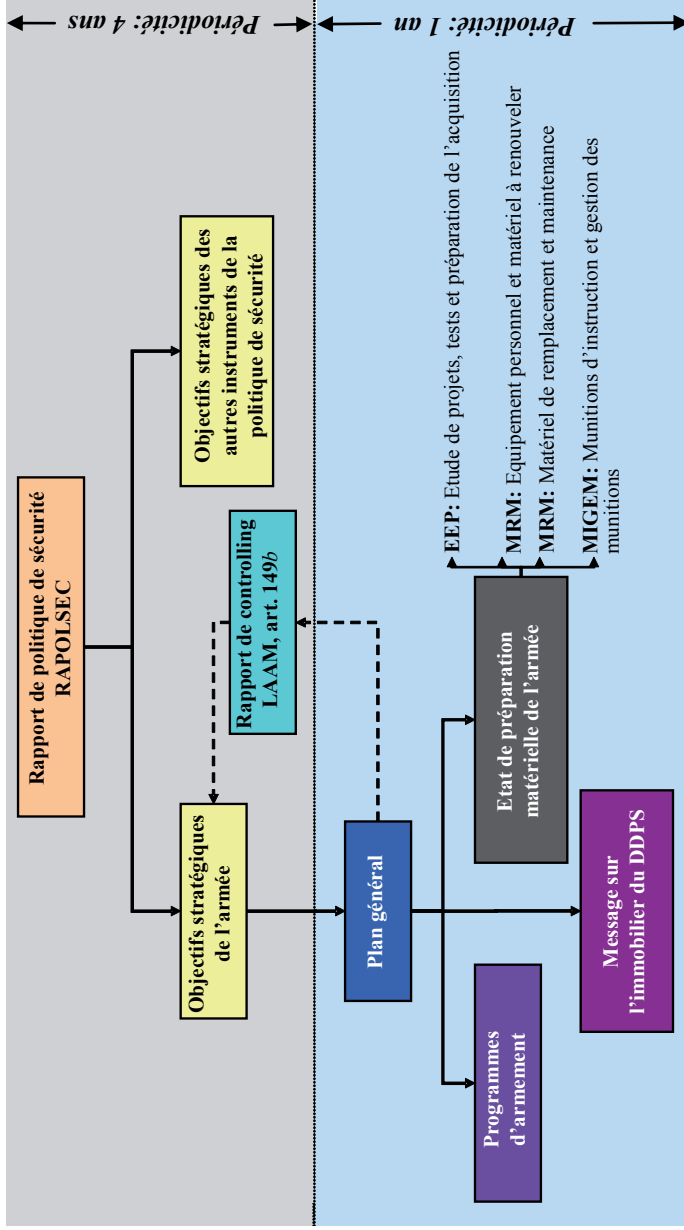 Rapport de politique de sécurité
RAPOLSEC
Objectifs stratégiques
de l’armée
Objectifs stratégiques des
autres instruments de la
politique de sécurité
Rapport de controlling
LAAM, art. 149b
Périodicité: 4 ans
Plan général
Programmes
d’armement
Message sur
l’immobilier du DDPS
Etat de préparation
matérielle de l’armée
EEP: Etude de projets, tests et préparation de l’acquisition
MRM: Equipement personnel et matériel à renouveler
MRM: Matériel de remplacement et maintenance
MIGEM: Munitions d’instruction et gestion des
munitions
Périodicité: 1 an